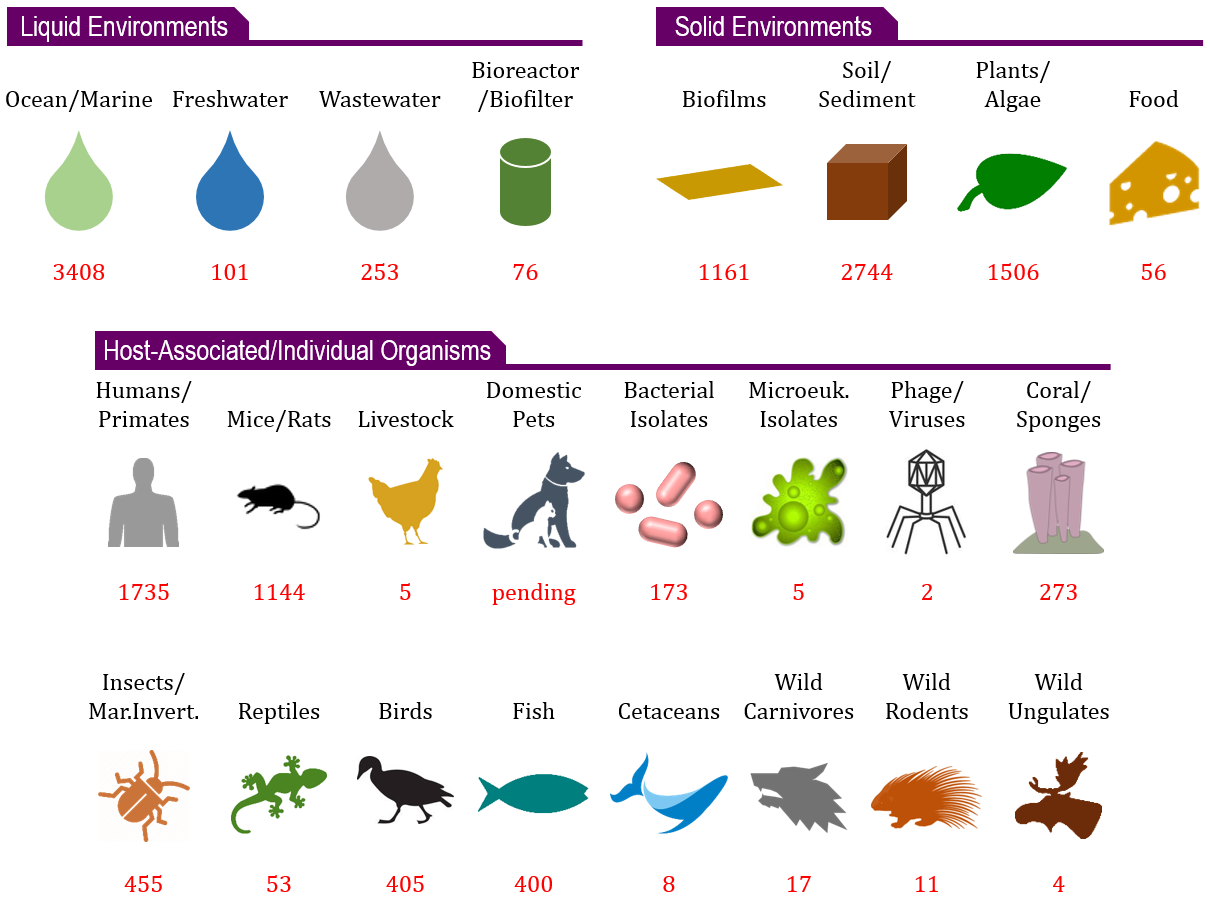 Liquid Environments
Solid Environments
Ocean/Marine
Freshwater
Wastewater
Bioreactor
/Biofilter
Biofilms
Soil/
Sediment
Plants/
Algae
Food
3408
101
253
76
1161
2744
1506
56
Host-Associated/Individual Organisms
Humans/
Primates
Mice/Rats
Livestock
Domestic
Pets
Bacterial
Isolates
Microeuk.
Isolates
Phage/
Viruses
Coral/
Sponges
1735
1144
5
pending
173
5
2
273
Insects/
Mar.Invert.
Reptiles
Birds
Fish
Cetaceans
Wild
Carnivores
Wild
Rodents
Wild
Ungulates
455
53
405
400
8
17
11
4